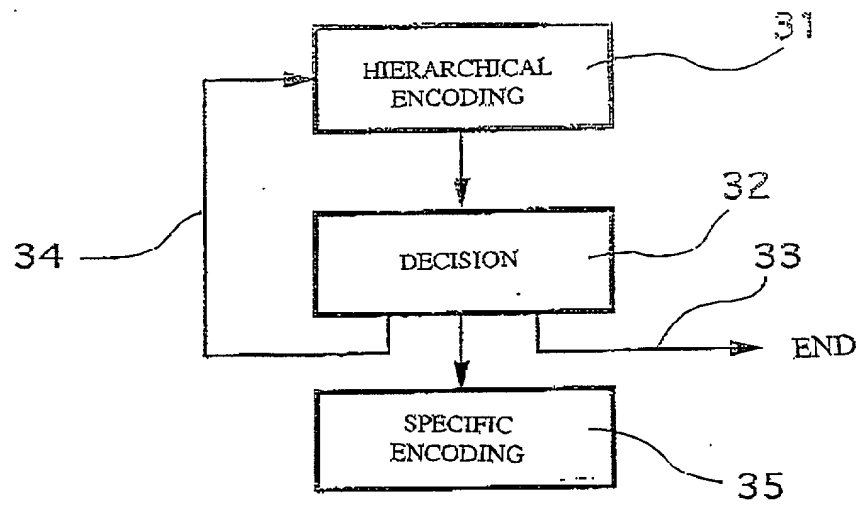 31
HIERARCHICAL
ENCODING
32
DECISION
33
34
END
SPECIFIC
ENCODING
35